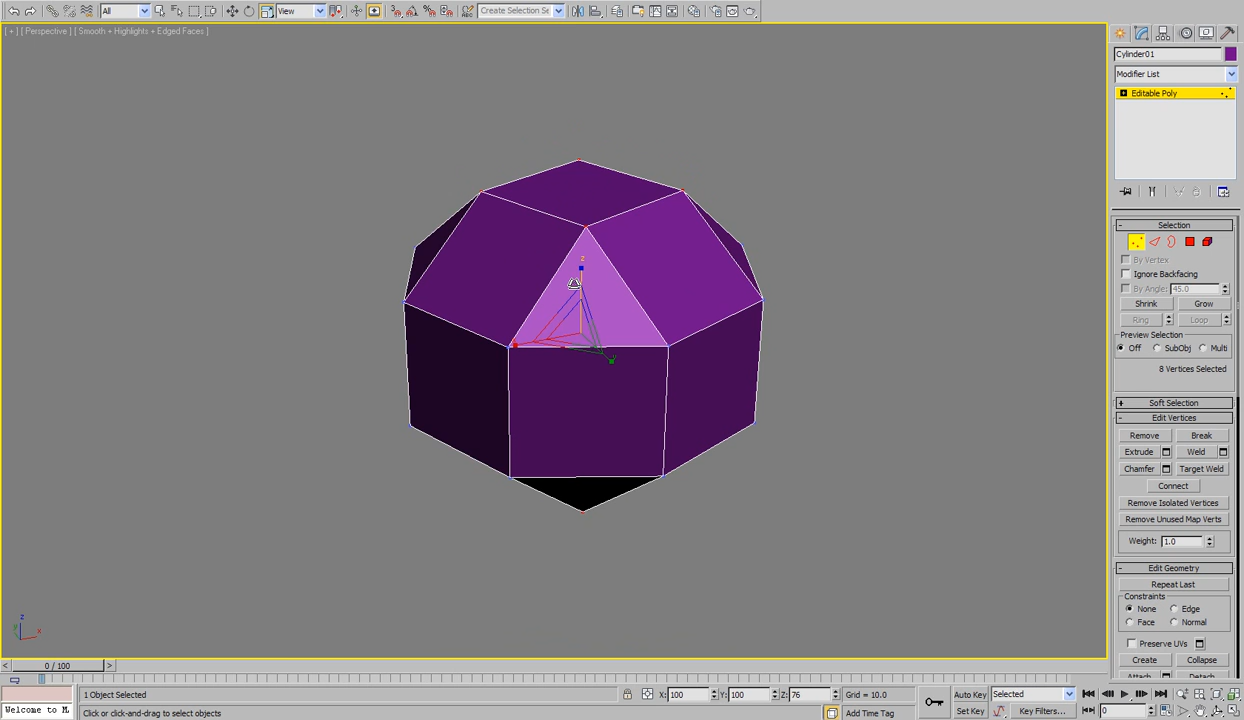 All
View
Create Selection Se
[ + ] [ Perspective ] [ Smooth + Highlights + Edged Faces ]
Cylinder01
Modifier List
Editable Poly
- Selection
By Vertex
Ignore Backfacing
By Angle: 45.0
Shrink Grow
Ring Loop
Preview Selection
Off SubObj Multi
8 Vertices Selected
+ Soft Selection
- Edit Vertices
Remove Break
Extrude Weld
Chamfer Target Weld
Connect
Remove Isolated Vertices
Remove Unused Map Verts
Weight: 1.0
- Edit Geometry
Repeat Last
Constraints
None Edge
Face Normal
Preserve UVs
Create Collapse
Attach Detach
z
z
x
< 0 / 100 >
1 Object Selected X: 100 Y: 100 Z: 76 Grid = 10.0 Auto Key Selected
Welcome to M Click or click-and-drag to select objects Add Time Tag Set Key Key Filters... 0